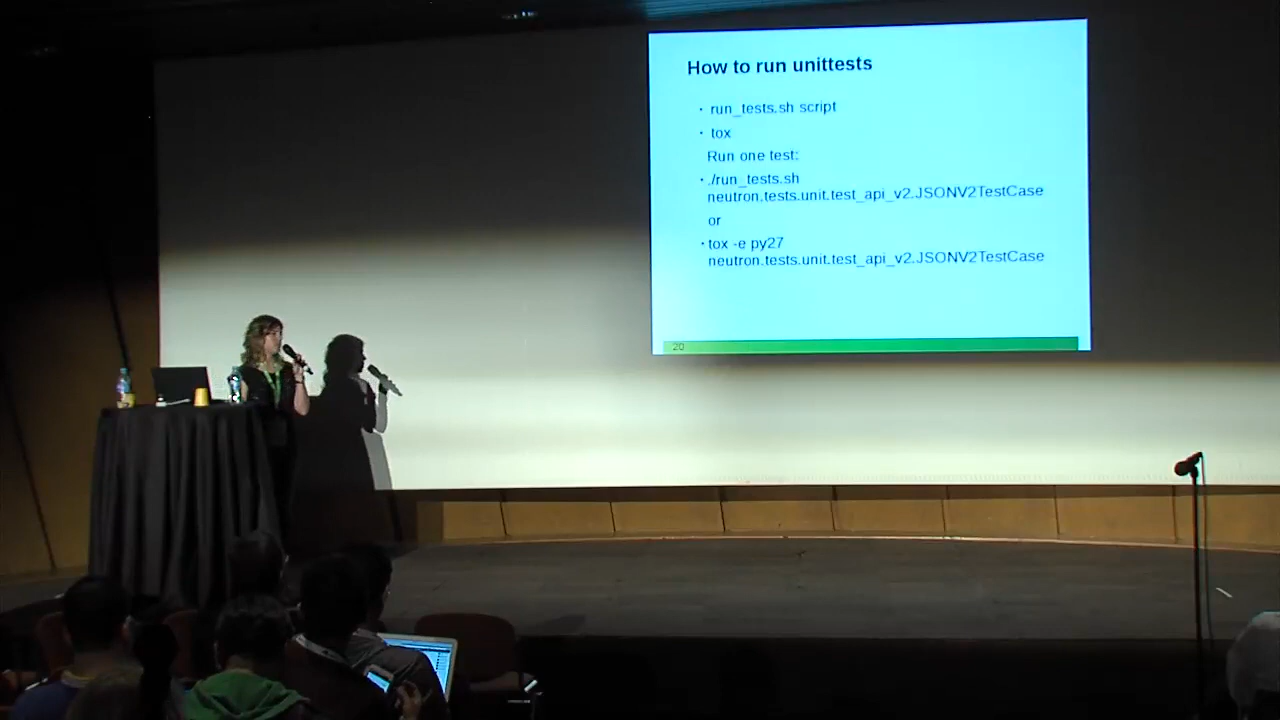 How to run unittests
· run_tests.sh script
· tox
Run one test:
· ./run_tests.sh
neutron.tests.unit.test_api_v2.JSONV2TestCase
or
· tox -e py27
neutron.tests.unit.test_api_v2.JSONV2TestCase
20